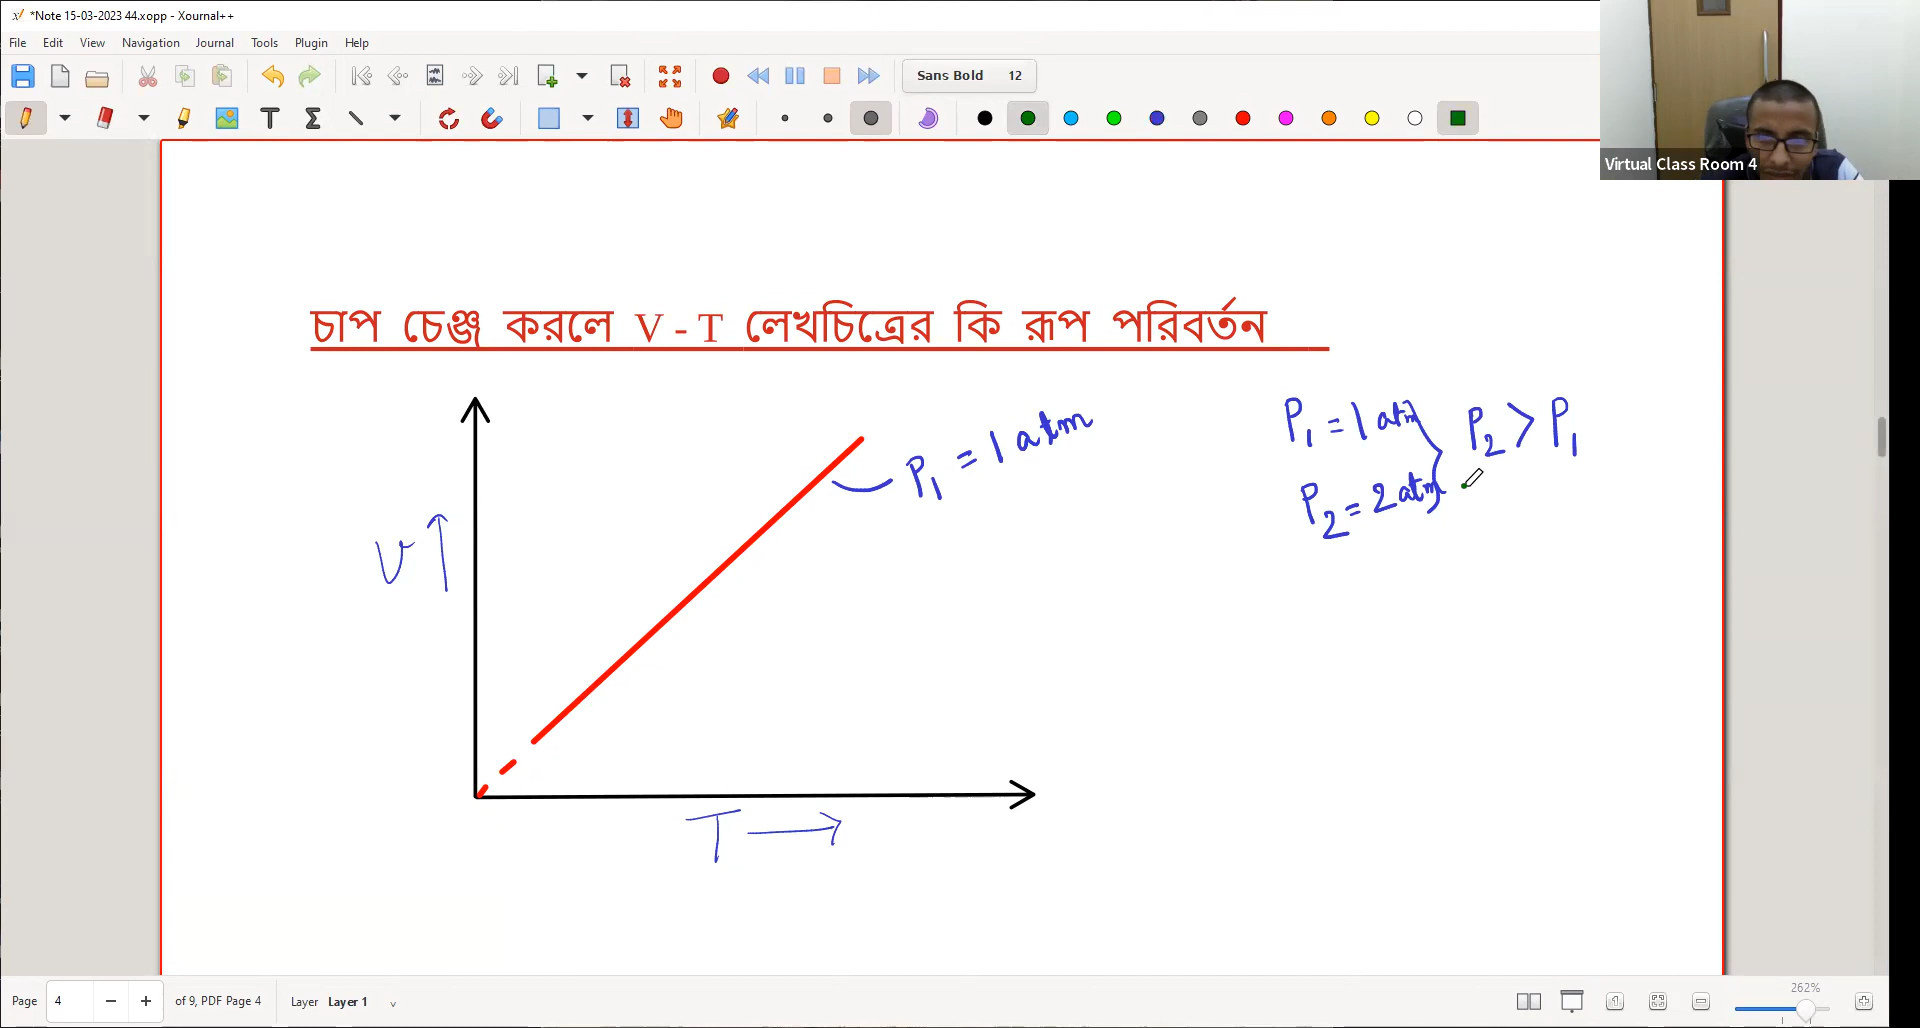 *Note 15-03-2023 44.xopp - Xournal++
File Edit View Navigation Journal Tools Plugin Help
Sans Bold 12
Virtual Class Room 4
চাপ চেঞ্জ করলে V - T লেখচিত্রের কি রূপ পরিবর্তন
P₁ = 1 atm
P₁ = 1 atm
P₂ = 2 atm
P₂ > P₁
V
T
Page 4 of 9, PDF Page 4 Layer Layer 1
262%